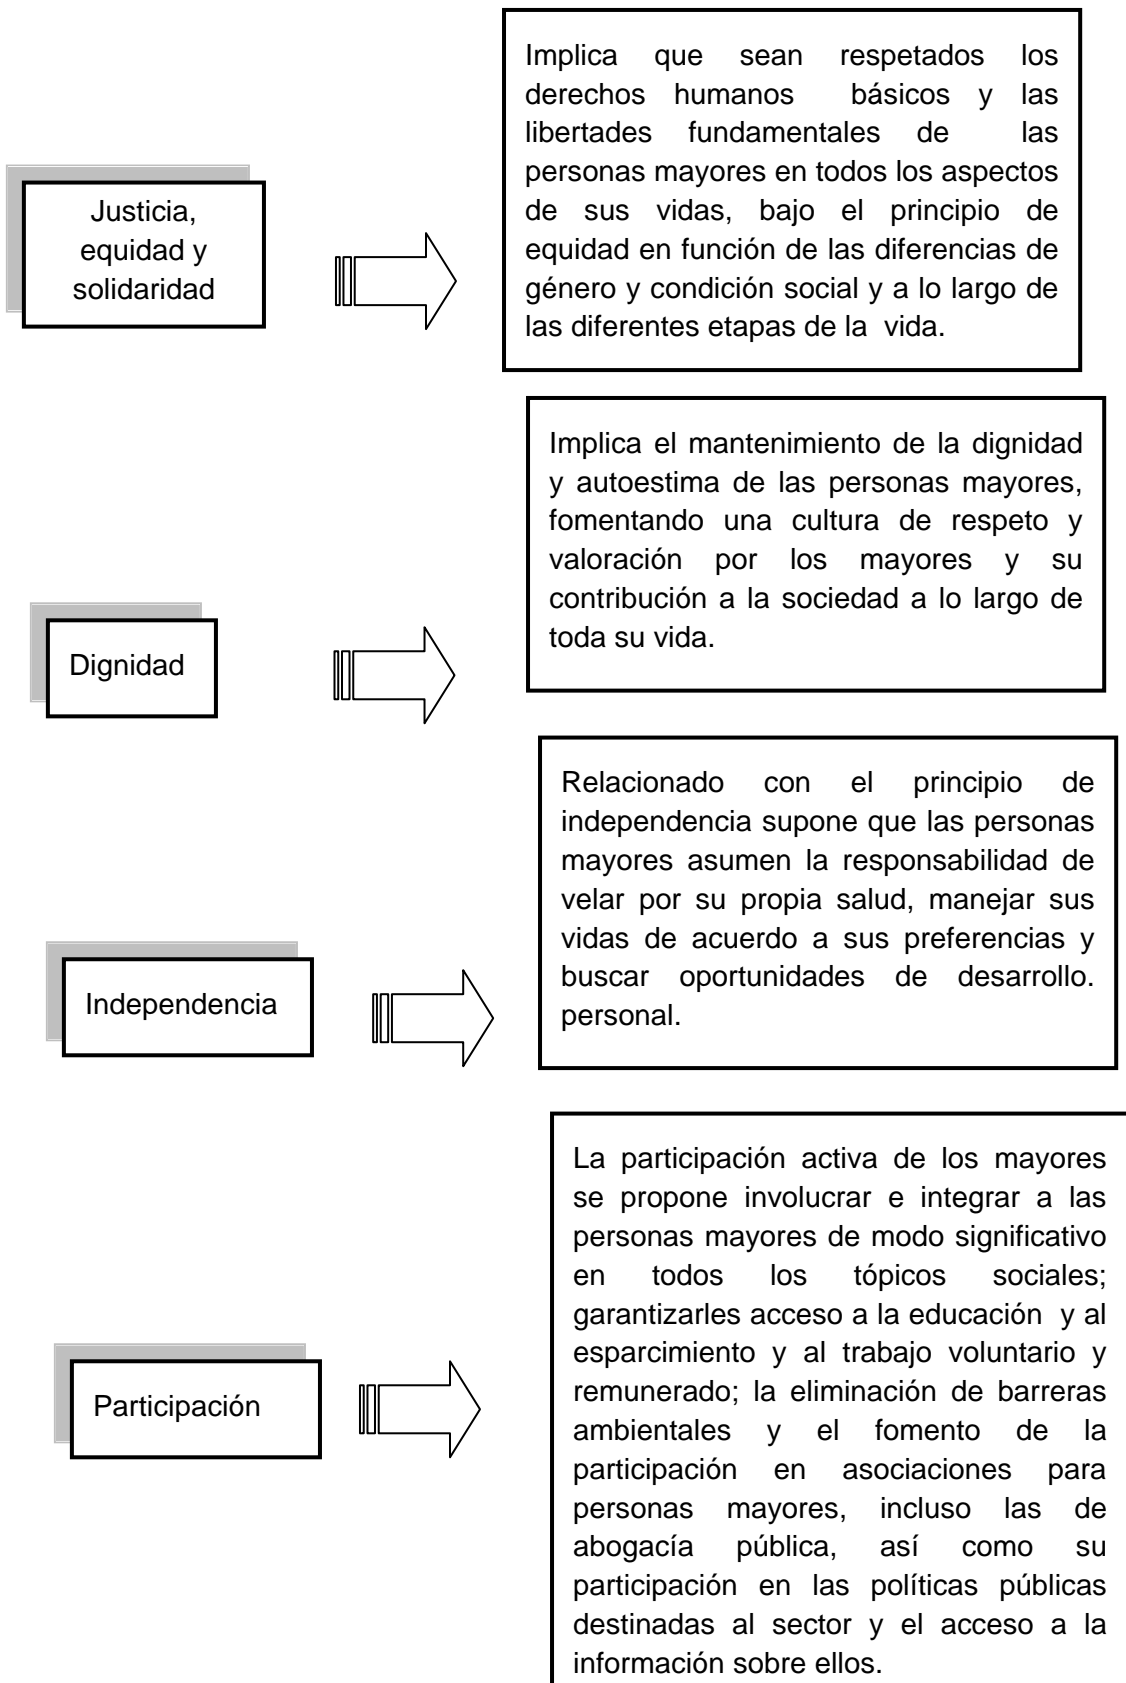 Justicia,
equidad y
solidaridad
Implica que sean respetados los
derechos humanos básicos y las
libertades fundamentales de las
personas mayores en todos los aspectos
de sus vidas, bajo el principio de
equidad en función de las diferencias de
género y condición social y a lo largo de
las diferentes etapas de la vida.
Dignidad
Implica el mantenimiento de la dignidad
y autoestima de las personas mayores,
fomentando una cultura de respeto y
valoración por los mayores y su
contribución a la sociedad a lo largo de
toda su vida.
Independencia
Relacionado con el principio de
independencia supone que las personas
mayores asumen la responsabilidad de
velar por su propia salud, manejar sus
vidas de acuerdo a sus preferencias y
buscar oportunidades de desarrollo.
personal.
Participación
La participación activa de los mayores
se propone involucrar e integrar a las
personas mayores de modo significativo
en todos los tópicos sociales;
garantizarles acceso a la educación y al
esparcimiento y al trabajo voluntario y
remunerado; la eliminación de barreras
ambientales y el fomento de la
participación en asociaciones para
personas mayores, incluso las de
abogacía pública, así como su
participación en las políticas públicas
destinadas al sector y el acceso a la
información sobre ellos.